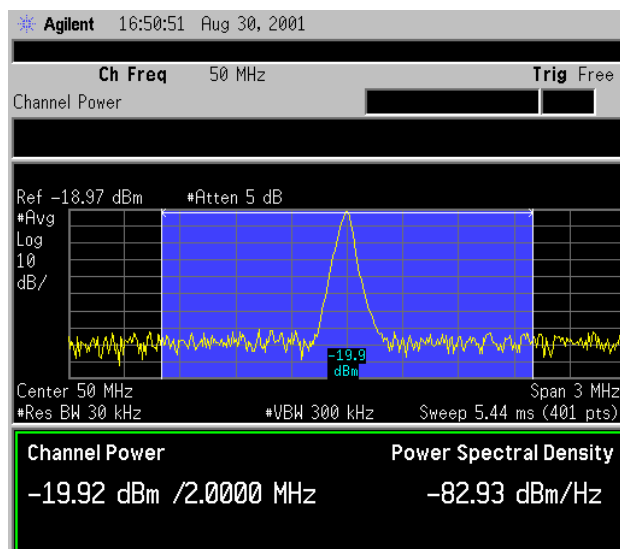 Agilent 16:50:51 Aug 30, 2001
Ch Freq 50 MHz Trig Free
Channel Power
Ref −18.97 dBm #Atten 5 dB
#Avg
Log
10
dB/
−19.9
dBm
Center 50 MHz Span 3 MHz
#Res BW 30 kHz #VBW 300 kHz Sweep 5.44 ms (401 pts)
Channel Power Power Spectral Density
−19.92 dBm /2.0000 MHz −82.93 dBm/Hz